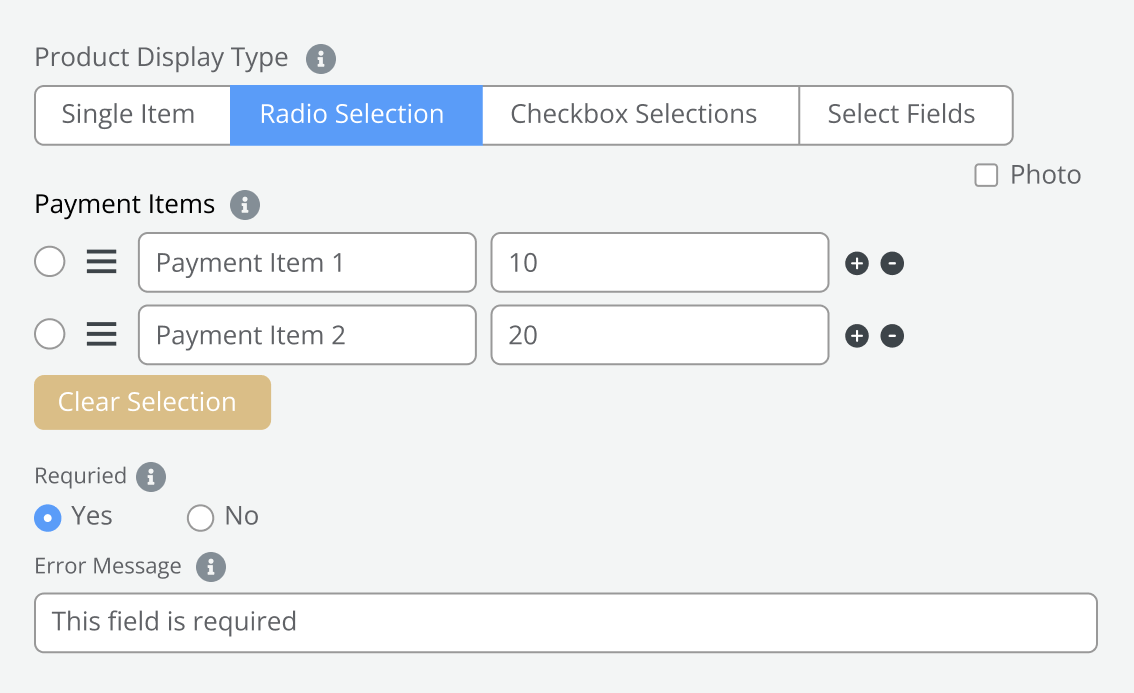 Product Display Type
Single Item Radio Selection Checkbox Selections Select Fields
Photo
Payment Items
Payment Item 1 10
Payment Item 2 20
Clear Selection
Requried
Yes No
Error Message
This field is required